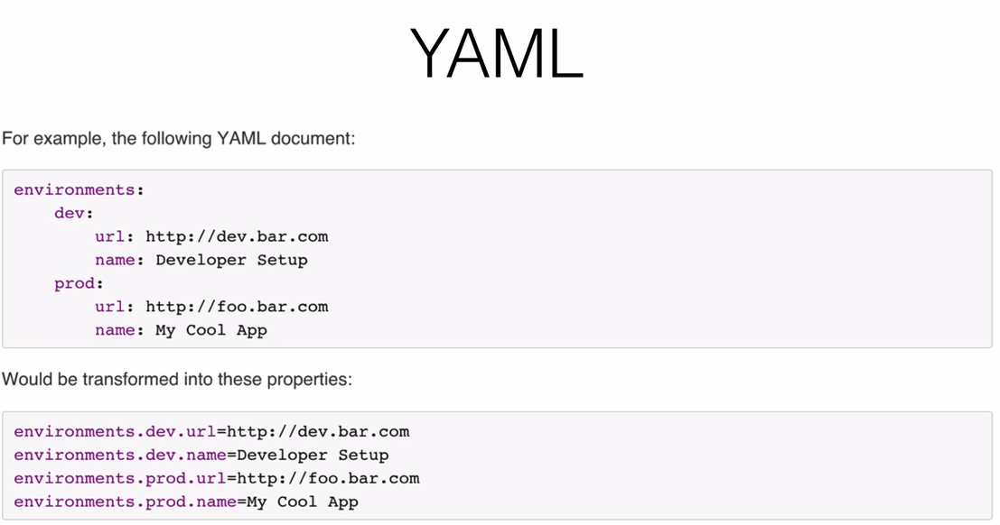 YAML
For example, the following YAML document:
environments:
    dev:
        url: http://dev.bar.com
        name: Developer Setup
    prod:
        url: http://foo.bar.com
        name: My Cool App
Would be transformed into these properties:
environments.dev.url=http://dev.bar.com
environments.dev.name=Developer Setup
environments.prod.url=http://foo.bar.com
environments.prod.name=My Cool App